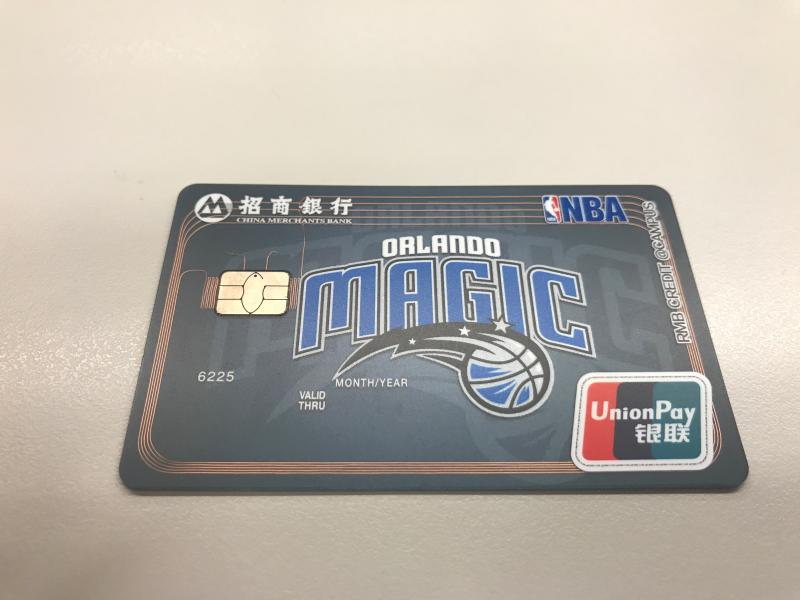 招商银行
CHINA MERCHANTS BANK
NBA
RMB CREDIT @CAMPUS
ORLANDO
MAGIC
6225
MONTH/YEAR
VALID
THRU
UnionPay
银联